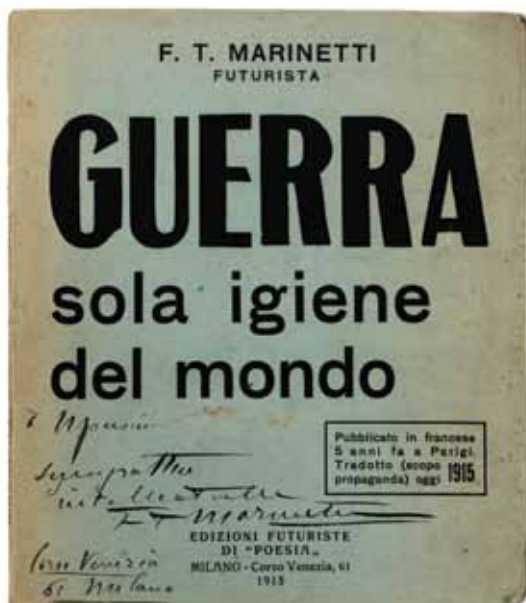 F. T. MARINETTI
FUTURISTA
GUERRA
sola igiene
del mondo
Pubblicato in francese
5 anni fa a Parigi.
Tradotto (scopo
propaganda) oggi 1915
F T Marinetti
EDIZIONI FUTURISTE
DI "POESIA„
MILANO - Corso Venezia, 61
1915
Corso Venezia
61 Milano